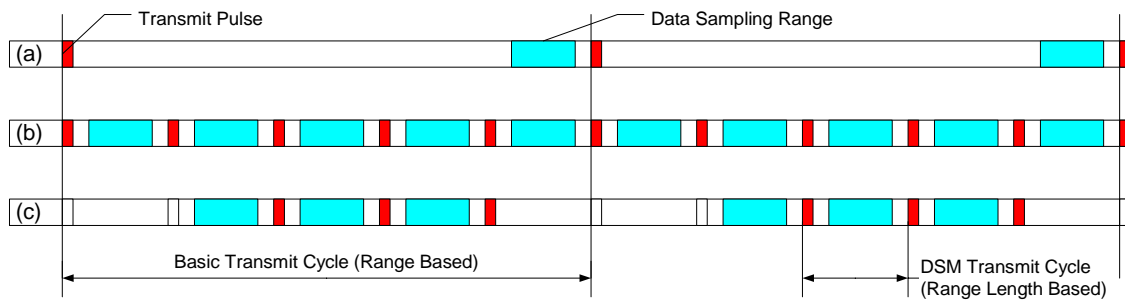 Transmit Pulse
Data Sampling Range
(a)
(b)
(c)
Basic Transmit Cycle (Range Based)
DSM Transmit Cycle
(Range Length Based)